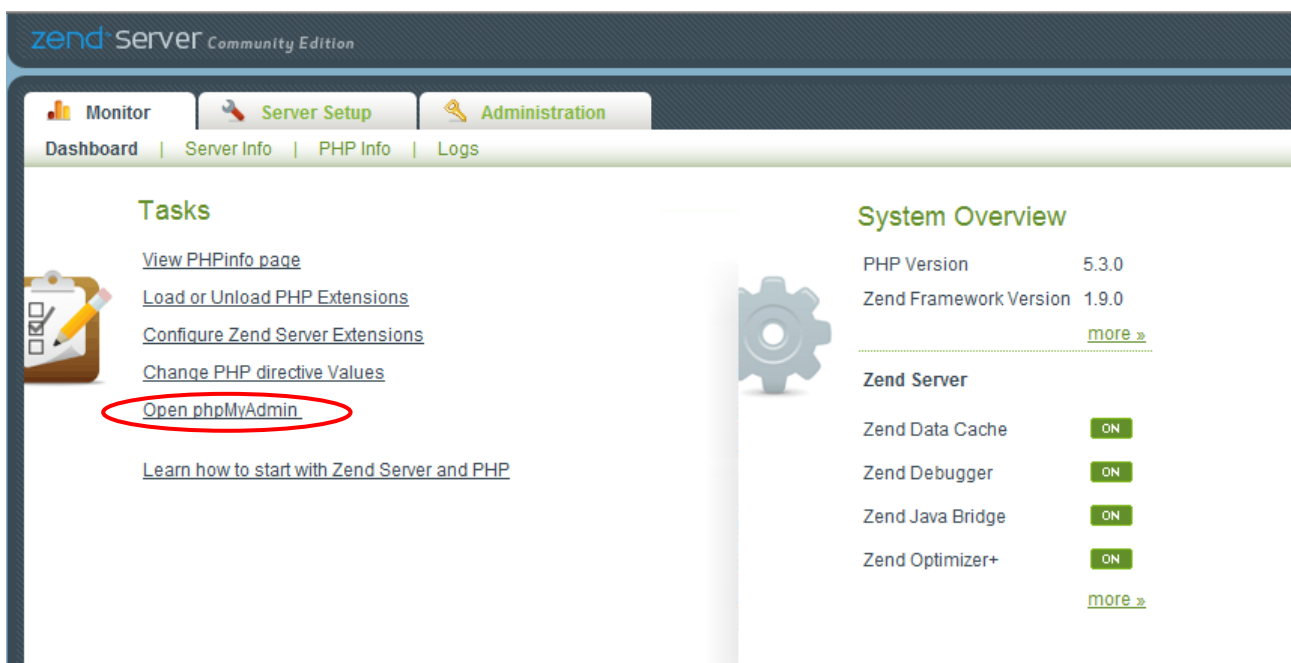 zend server Community Edition
Monitor Server Setup Administration
Dashboard | Server Info | PHP Info | Logs
Tasks
View PHPinfo page
Load or Unload PHP Extensions
Configure Zend Server Extensions
Change PHP directive Values
Open phpMyAdmin
Learn how to start with Zend Server and PHP
System Overview
PHP Version 5.3.0
Zend Framework Version 1.9.0
more »
Zend Server
Zend Data Cache ON
Zend Debugger ON
Zend Java Bridge ON
Zend Optimizer+ ON
more »